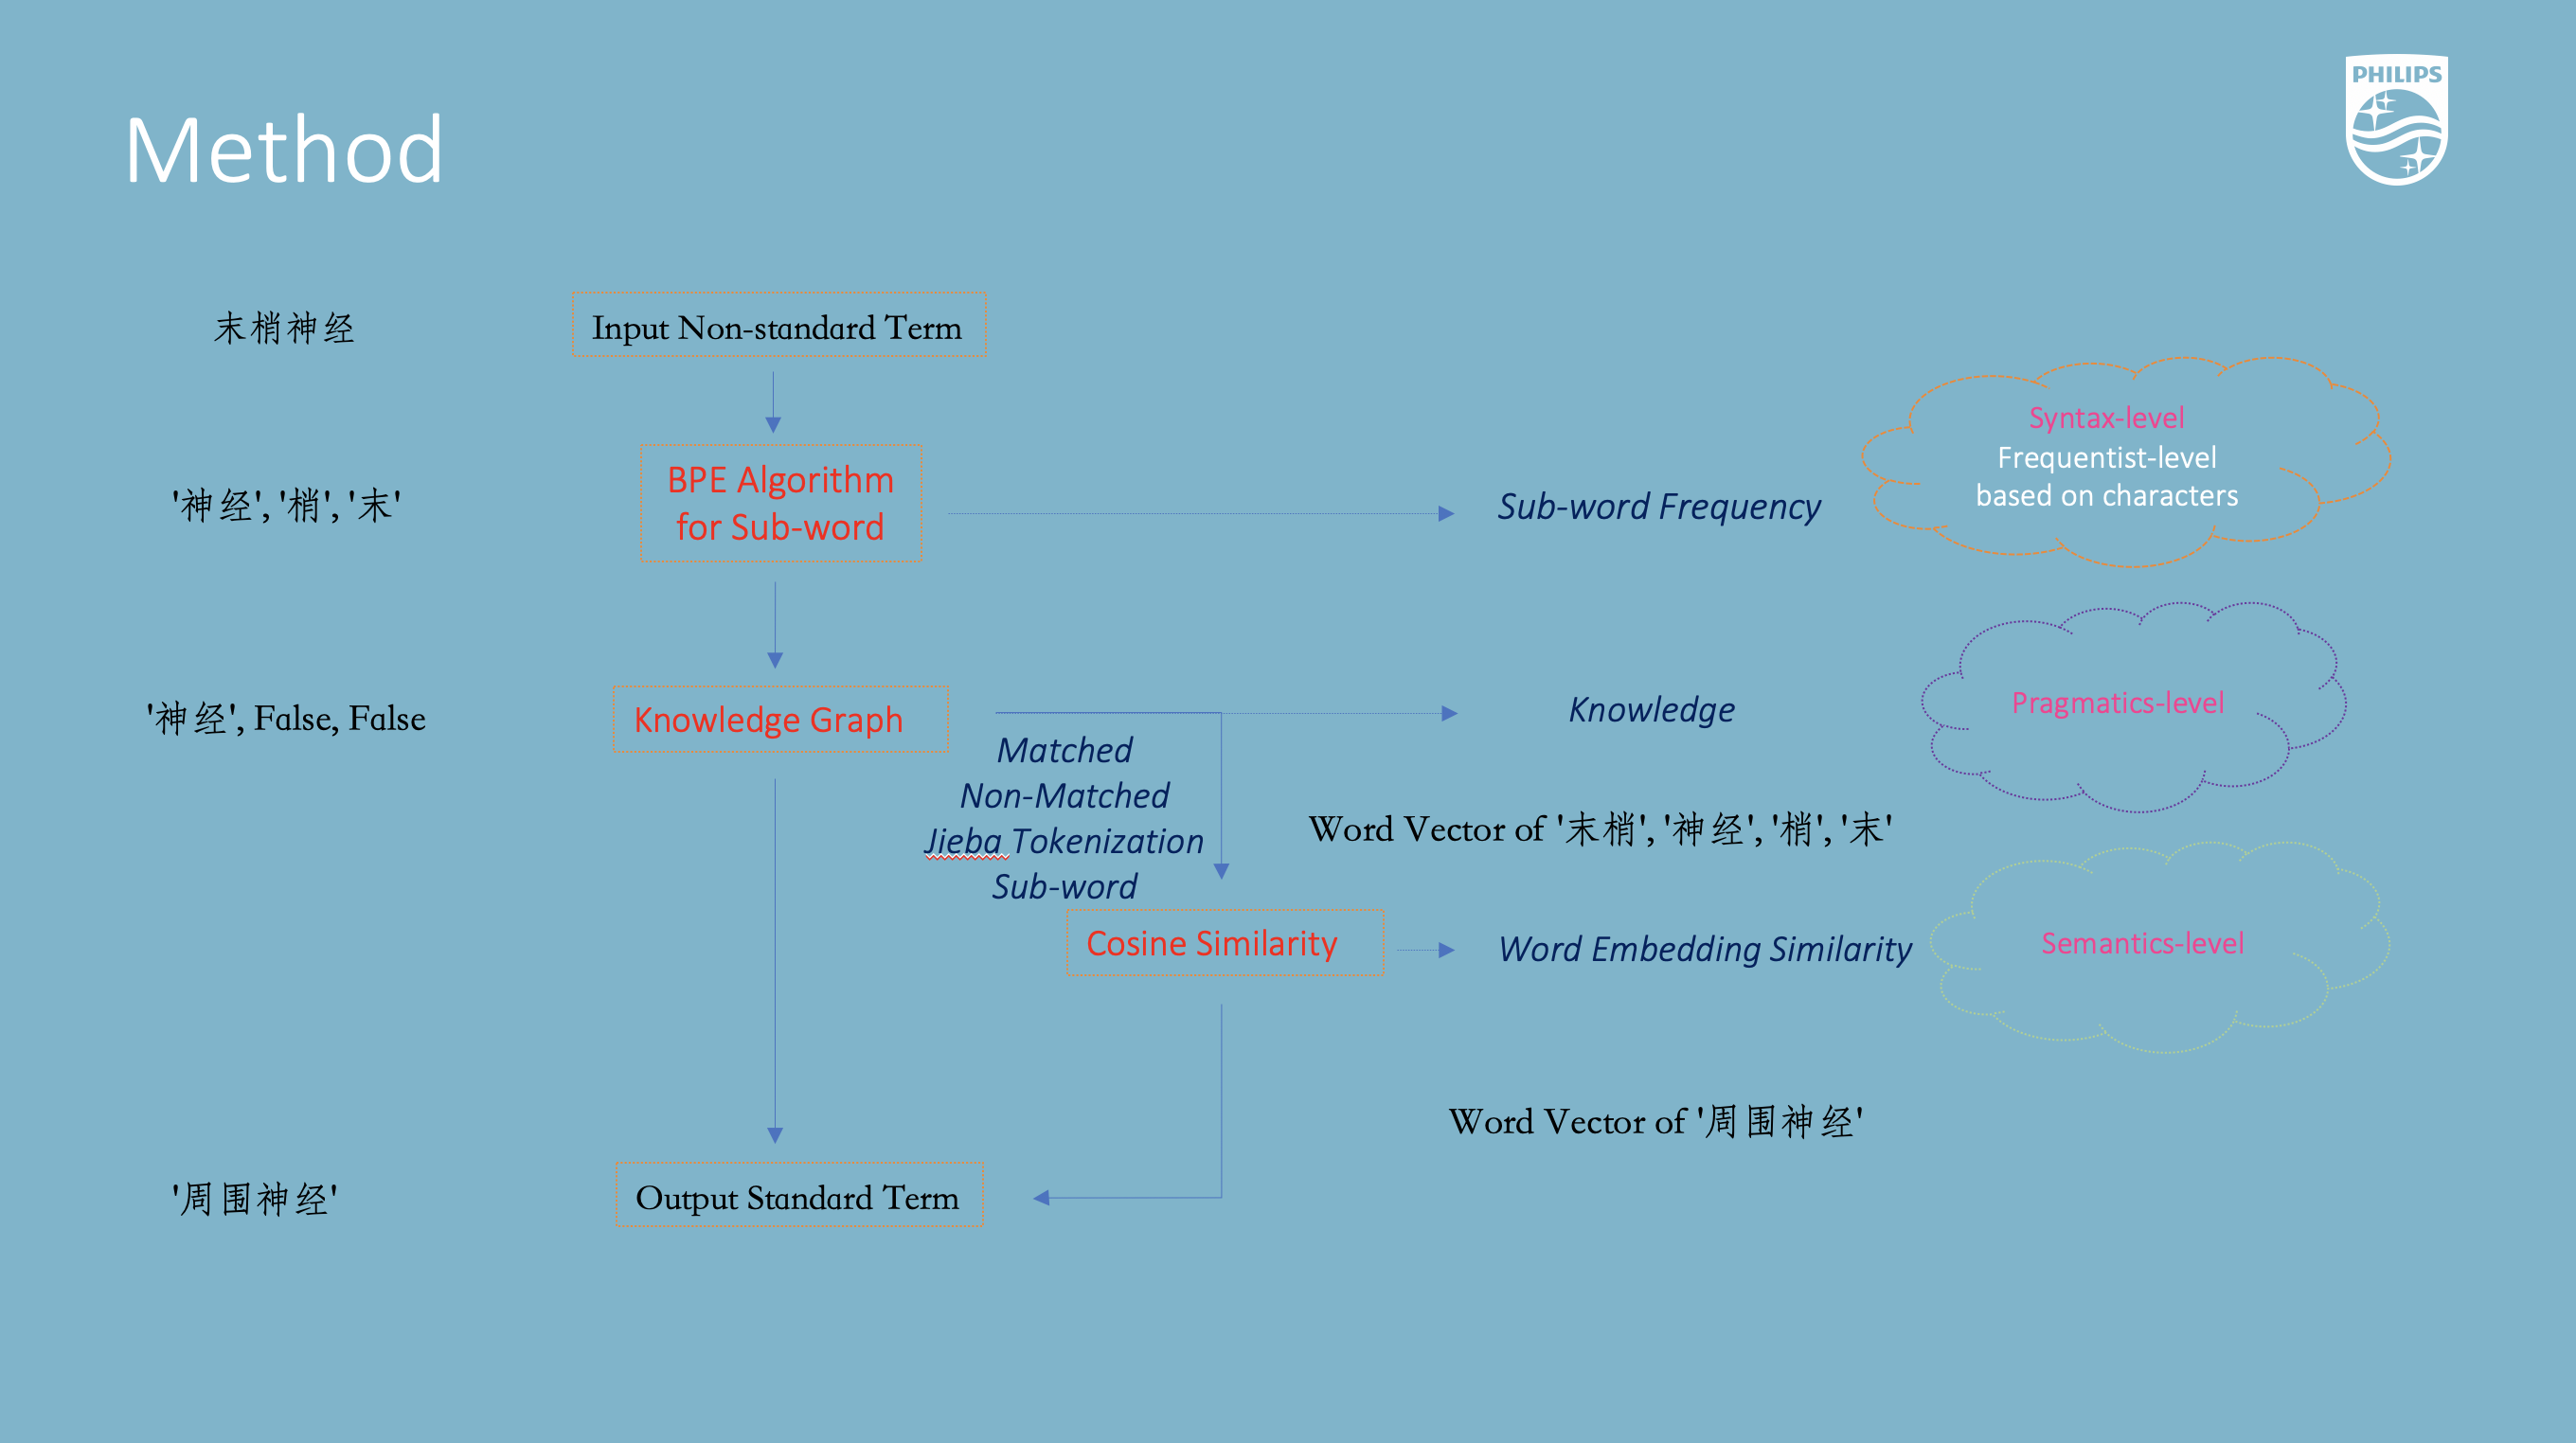 PHILIPS
Method
末梢神经
Input Non-standard Term
'神经', '梢', '末'
BPE Algorithm
for Sub-word
Sub-word Frequency
Syntax-level
Frequentist-level
based on characters
'神经', False, False
Knowledge Graph
Knowledge
Pragmatics-level
Matched
Non-Matched
Jieba Tokenization
Sub-word
Word Vector of '末梢', '神经', '梢', '末'
Cosine Similarity
Word Embedding Similarity
Semantics-level
Word Vector of '周围神经'
'周围神经'
Output Standard Term